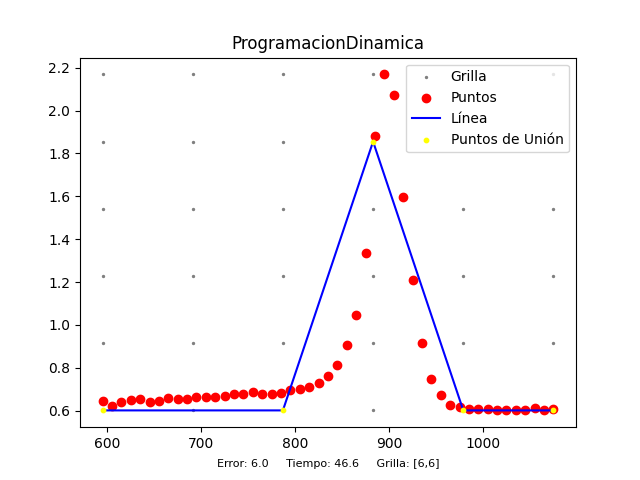 ProgramacionDinamica
2.2
2.0
1.8
1.6
1.4
1.2
1.0
0.8
0.6
Grilla
Puntos
Línea
Puntos de Unión
600 700 800 900 1000
Error: 6.0 Tiempo: 46.6 Grilla: [6,6]